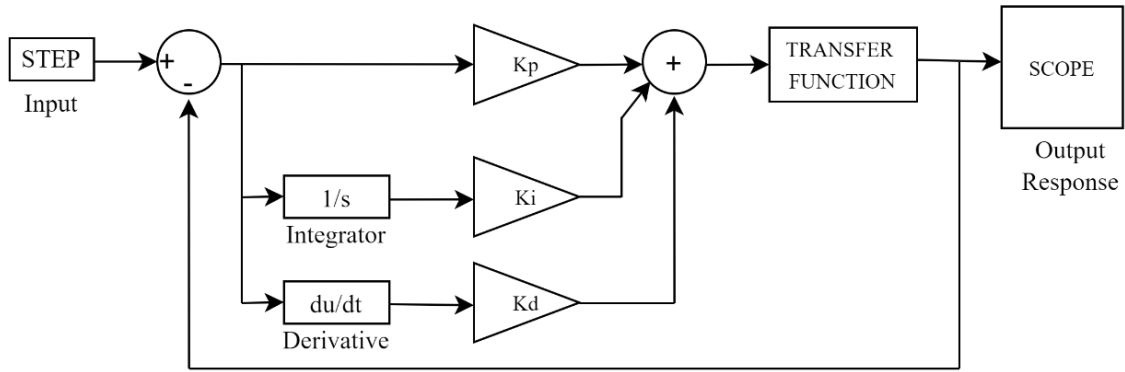 STEP
Input
+
-
Kp
+
TRANSFER
FUNCTION
SCOPE
Output
Response
1/s
Integrator
Ki
du/dt
Derivative
Kd